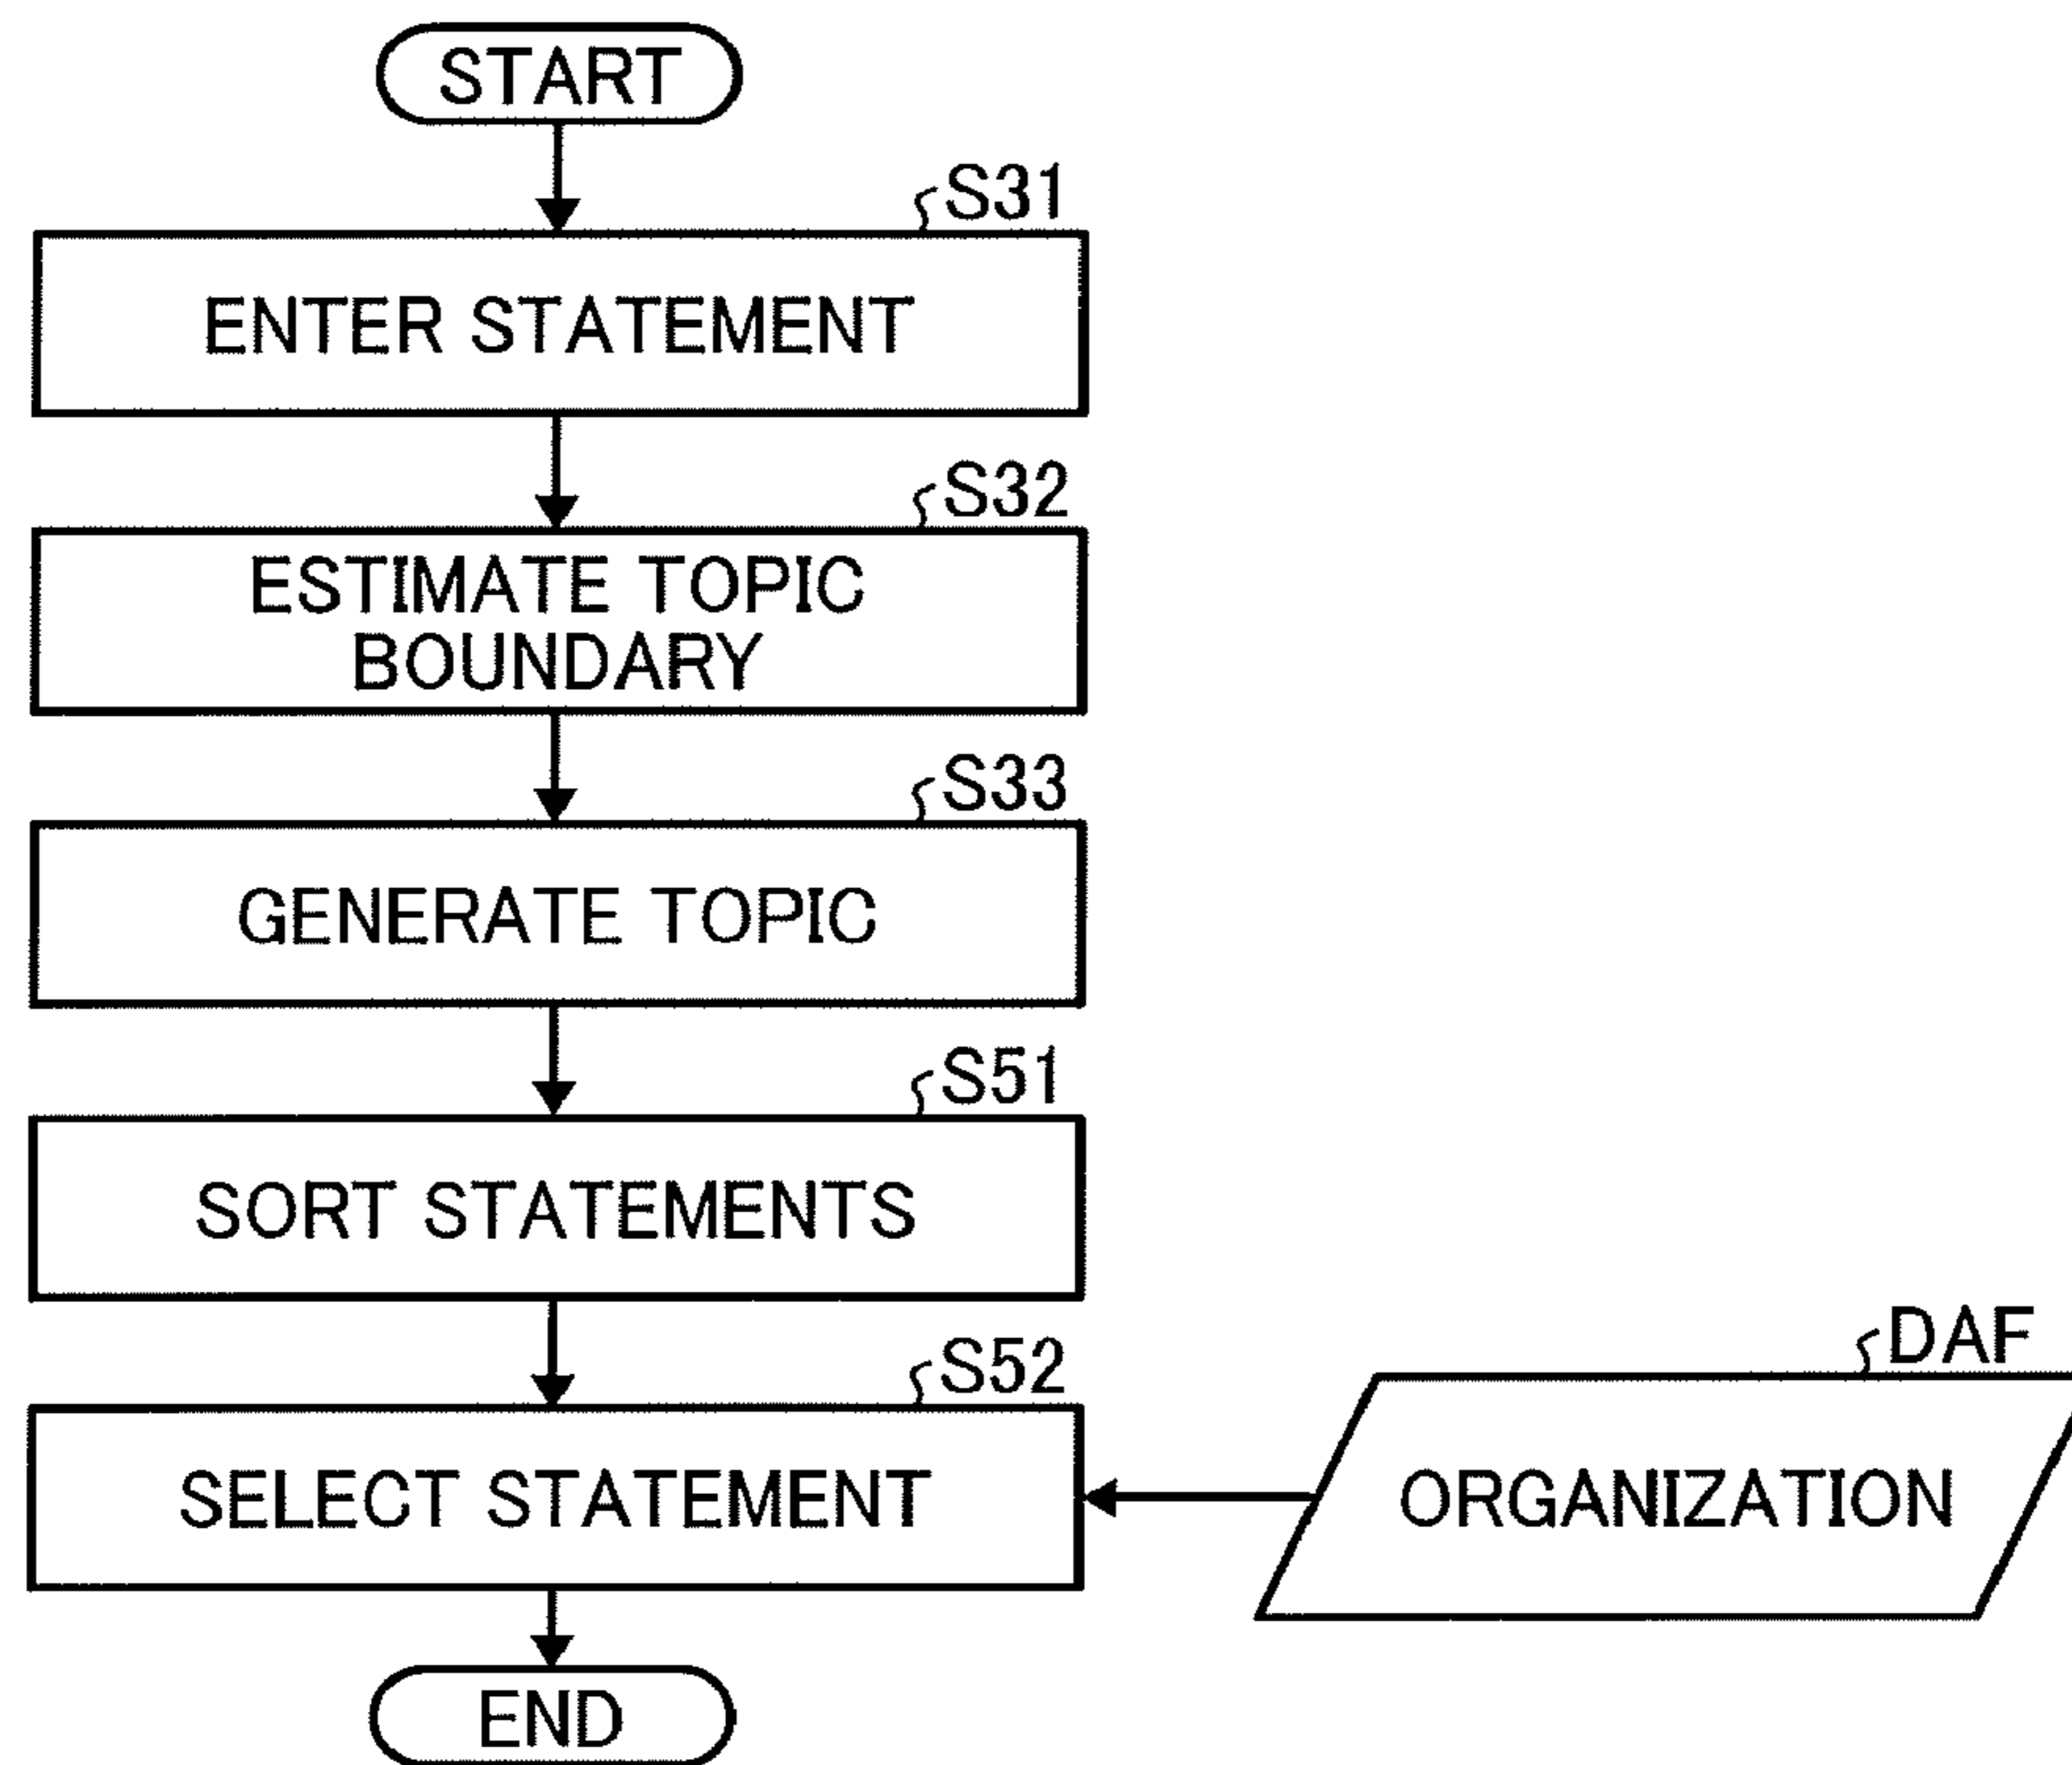 START
S31
ENTER STATEMENT
S32
ESTIMATE TOPIC
BOUNDARY
S33
GENERATE TOPIC
S51
SORT STATEMENTS
S52
SELECT STATEMENT
DAF
ORGANIZATION
END